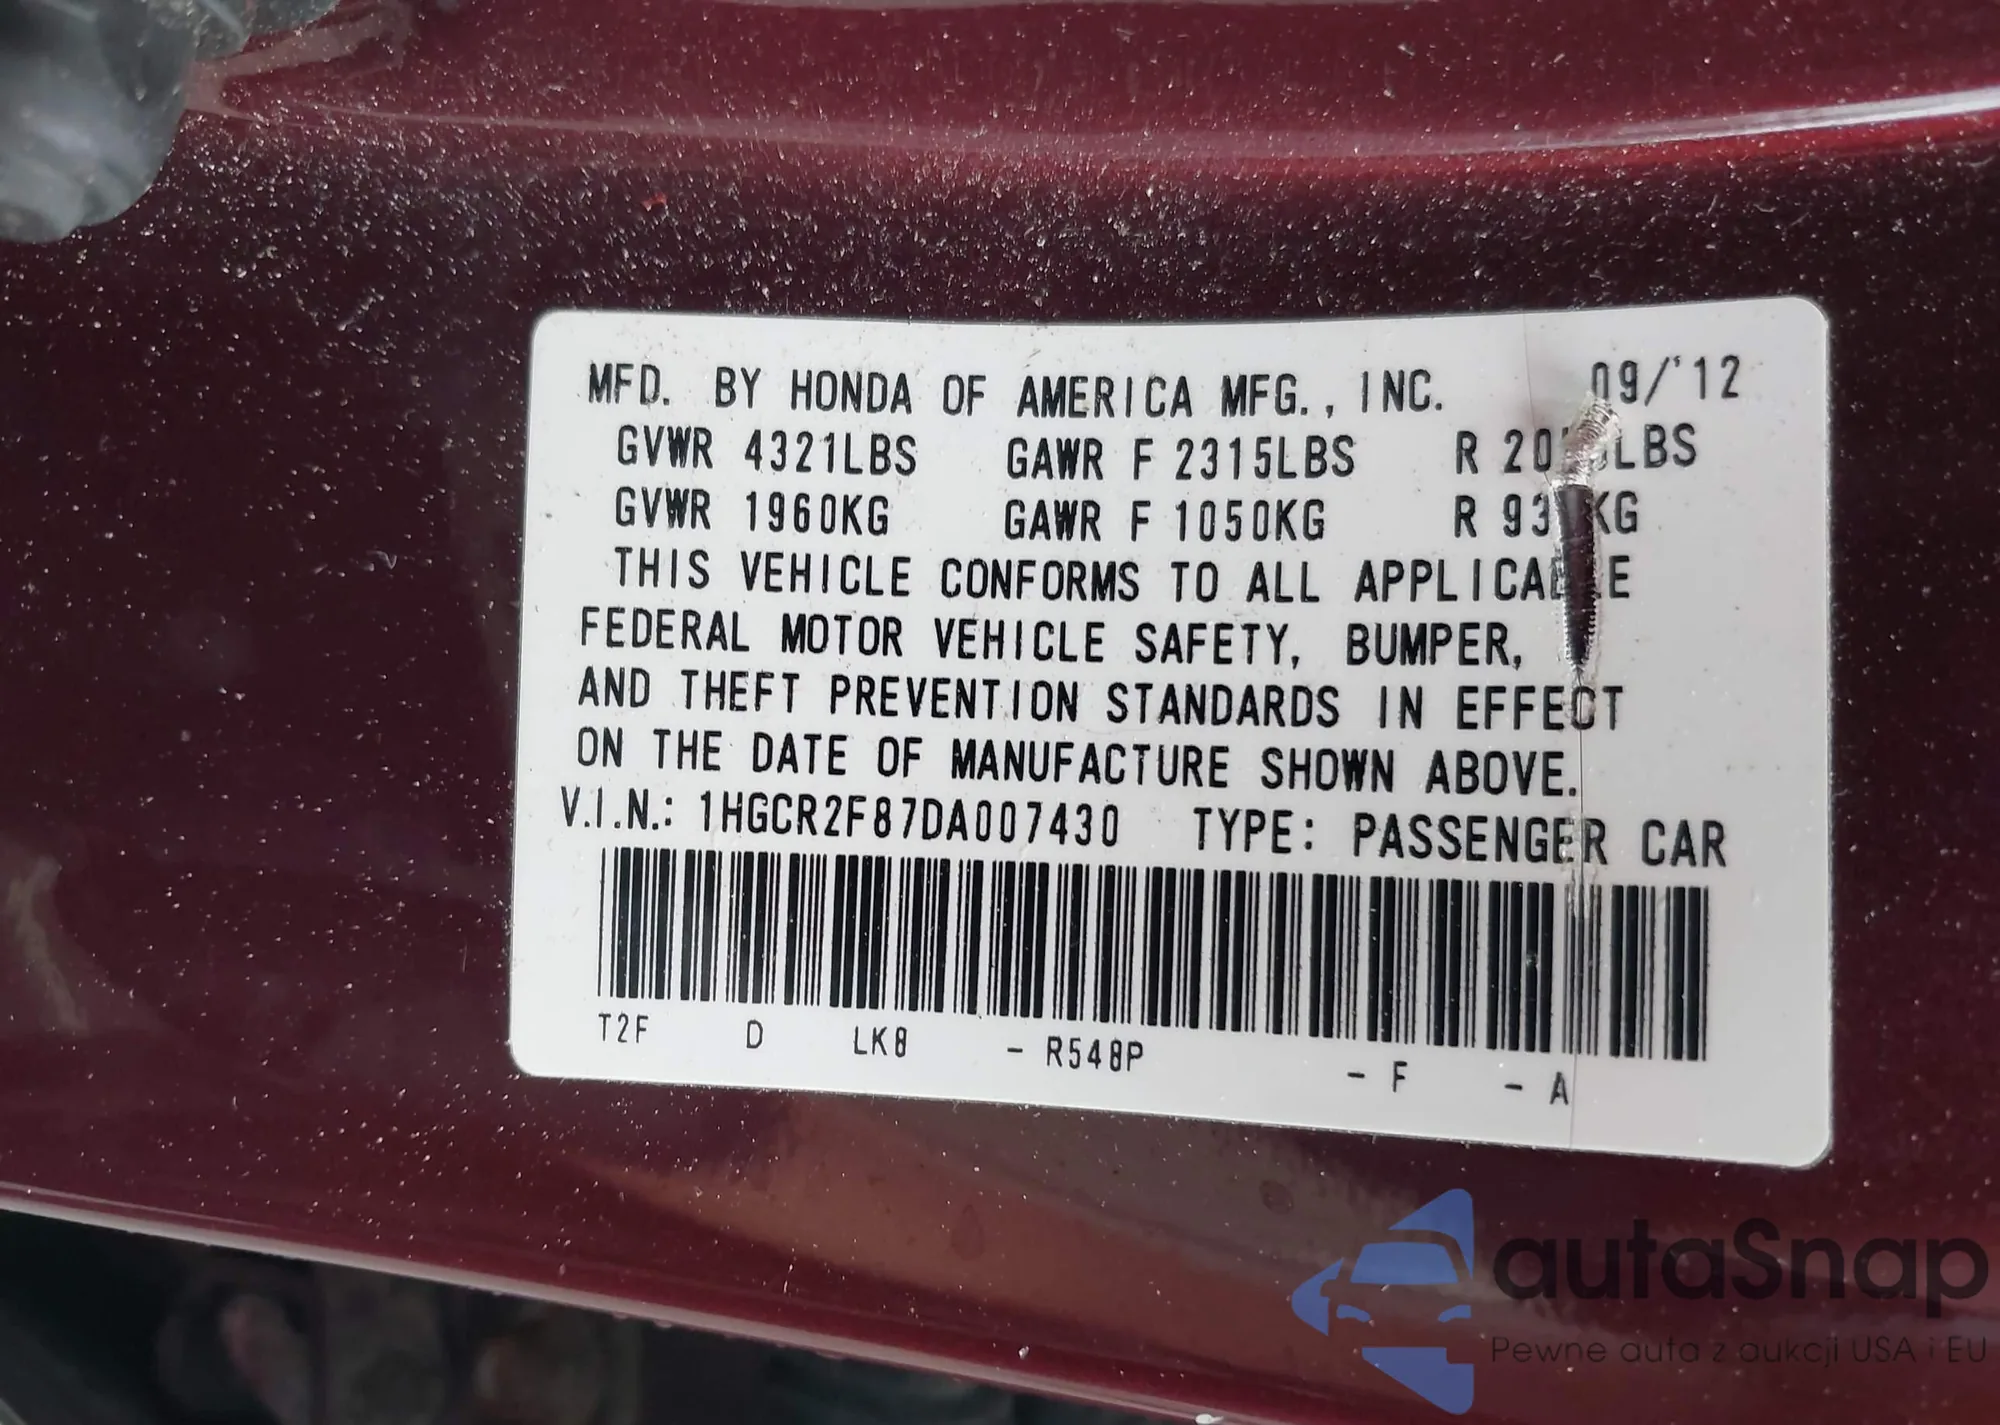 MFD. BY HONDA OF AMERICA MFG., INC. 09/'12
GVWR 4321LBS GAWR F 2315LBS R
GVWR 1960KG GAWR F 1050KG R
THIS VEHICLE CONFORMS TO ALL APPLICABLE
FEDERAL MOTOR VEHICLE SAFETY, BUMPER,
AND THEFT PREVENTION STANDARDS IN EFFECT
ON THE DATE OF MANUFACTURE SHOWN ABOVE.
V.I.N.: 1HGCR2F87DA007430 TYPE: PASSENGER CAR
T2F D LK8 - R548P - F - A
autaSnap
Pewne auta z aukcji USA i EU